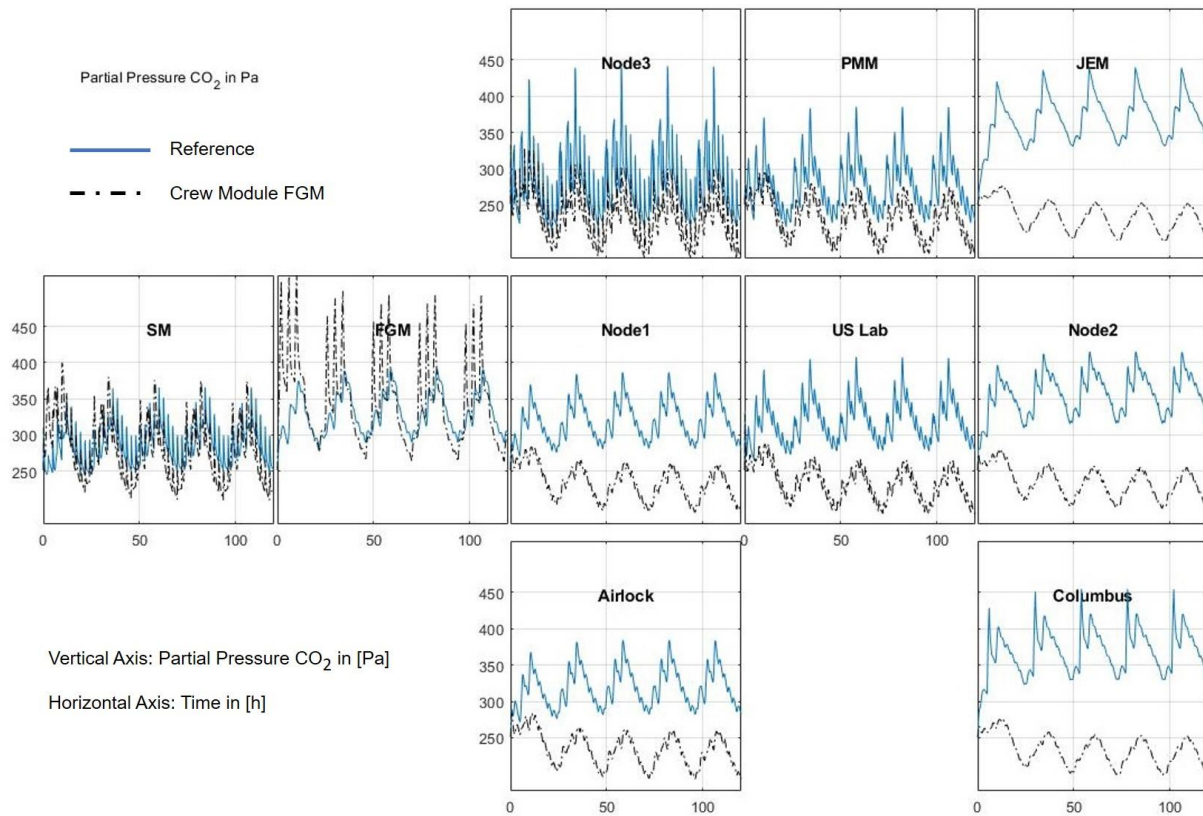 Partial Pressure CO2 in Pa
Reference
Crew Module FGM
Node3
450
400
350
300
250
PMM
JEM
SM
450
400
350
300
250
0
50
100
FGM
0
50
100
Node1
US Lab
0
50
100
Node2
Vertical Axis: Partial Pressure CO2 in [Pa]
Horizontal Axis: Time in [h]
Airlock
450
400
350
300
250
0
50
100
Columbus
0
50
100